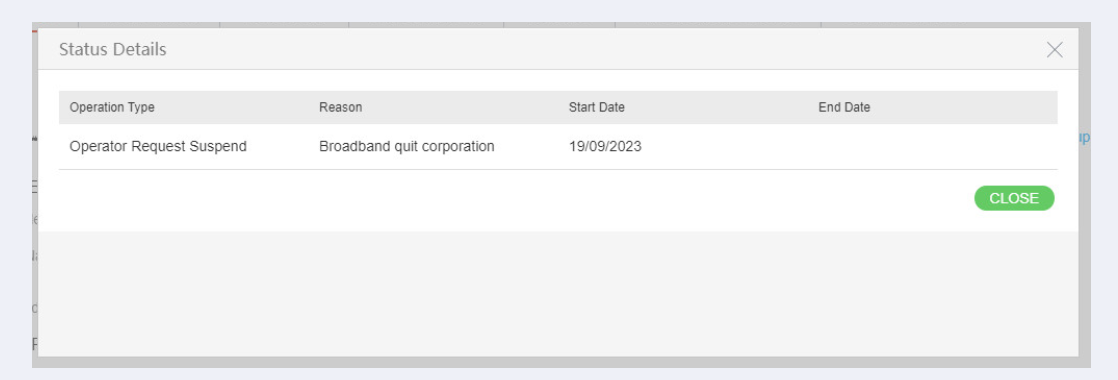 Status Details
Operation Type Reason Start Date End Date
Operator Request Suspend Broadband quit corporation 19/09/2023
up
CLOSE